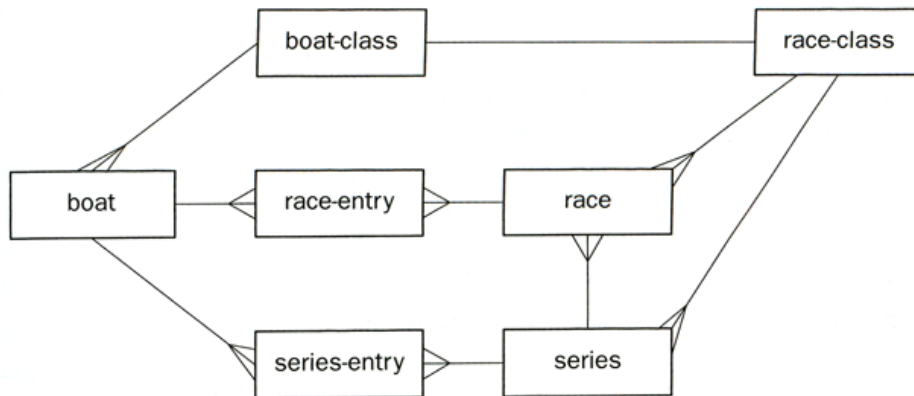 boat-class
race-class
boat
race-entry
race
series-entry
series